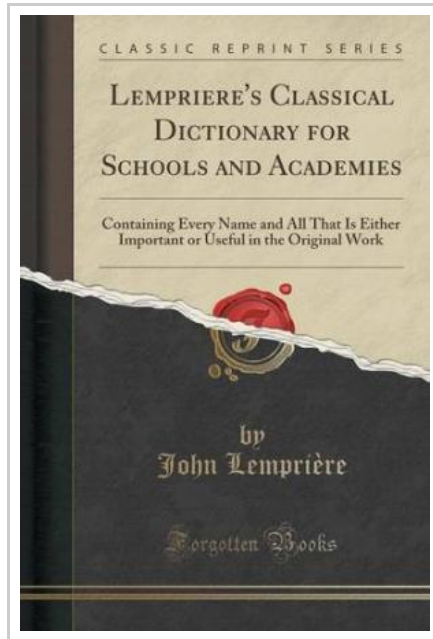 CLASSIC REPRINT SERIES
LEMPRIERE'S CLASSICAL
DICTIONARY FOR
SCHOOLS AND ACADEMIES
Containing Every Name and All That Is Either
Important or Useful in the Original Work
by
John Lemprière
Forgotten Books